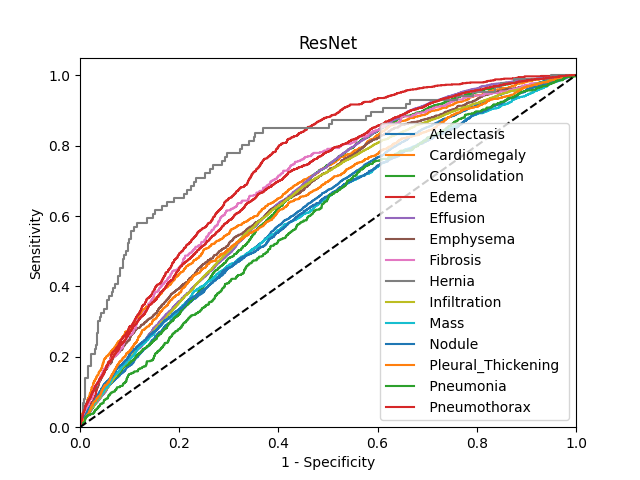 ResNet
1.0
0.8
0.6
0.4
0.2
0.0
Sensitivity
0.0 0.2 0.4 0.6 0.8 1.0
1 - Specificity
Atelectasis
Cardiomegaly
Consolidation
Edema
Effusion
Emphysema
Fibrosis
Hernia
Infiltration
Mass
Nodule
Pleural_Thickening
Pneumonia
Pneumothorax